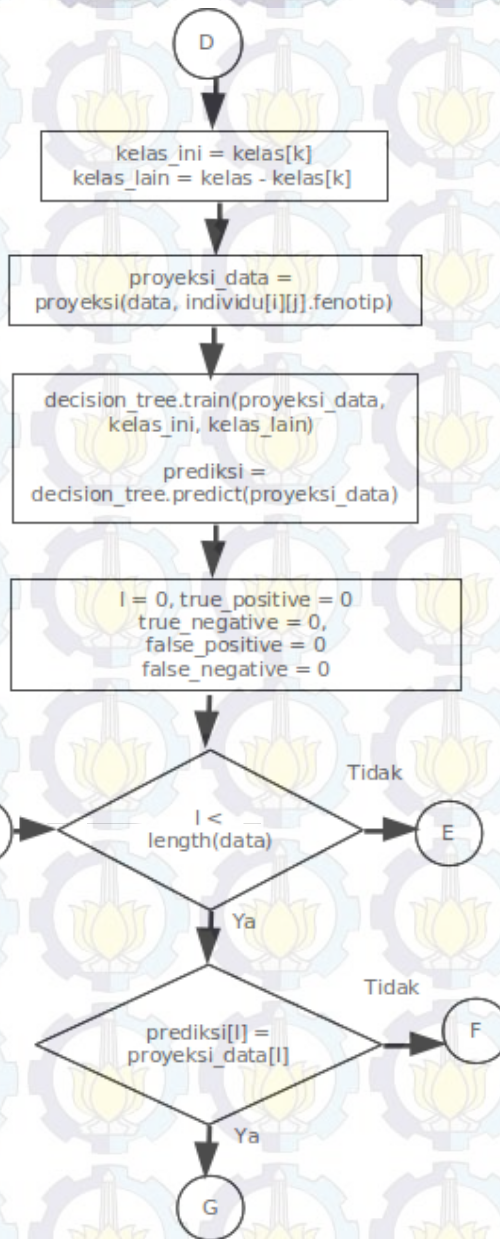 D
kelas_ini = kelas[k]
kelas_lain = kelas - kelas[k]
proyeksi_data =
proyeksi(data, individu[i][j].fenotip)
decision_tree.train(proyeksi_data,
kelas_ini, kelas_lain)
prediksi =
decision_tree.predict(proyeksi_data)
l = 0, true_positive = 0
true_negative = 0,
false_positive = 0
false_negative = 0
Tidak
l <
length(data)
E
Ya
Tidak
prediksi[l] =
proyeksi_data[l]
F
Ya
G